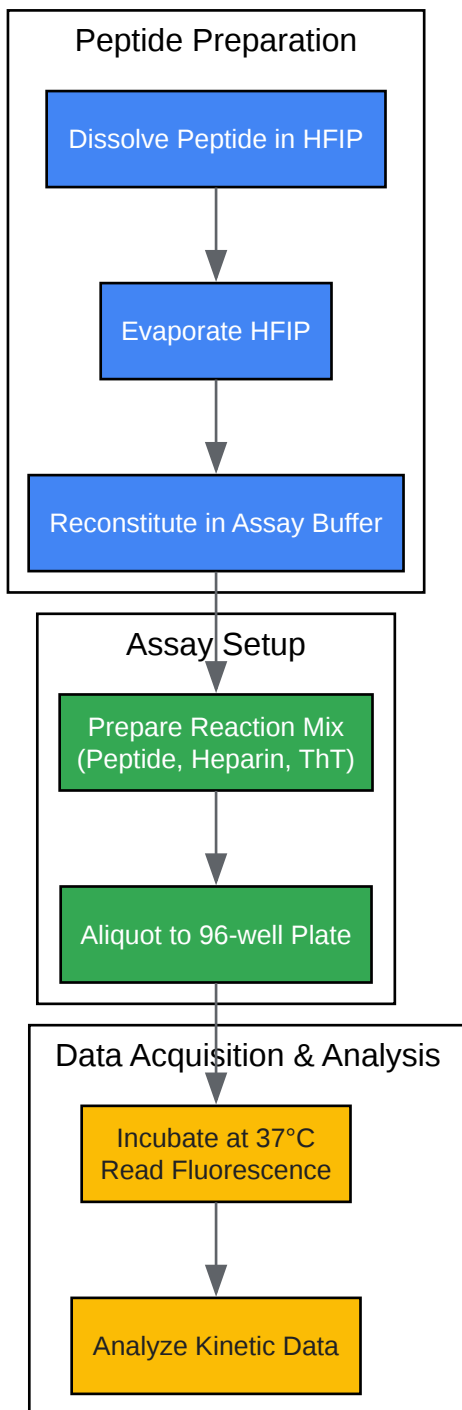 Peptide Preparation
Dissolve Peptide in HFIP
Evaporate HFIP
Reconstitute in Assay Buffer
Assay Setup
Prepare Reaction Mix
(Peptide, Heparin, ThT)
Aliquot to 96-well Plate
Data Acquisition & Analysis
Incubate at 37°C
Read Fluorescence
Analyze Kinetic Data